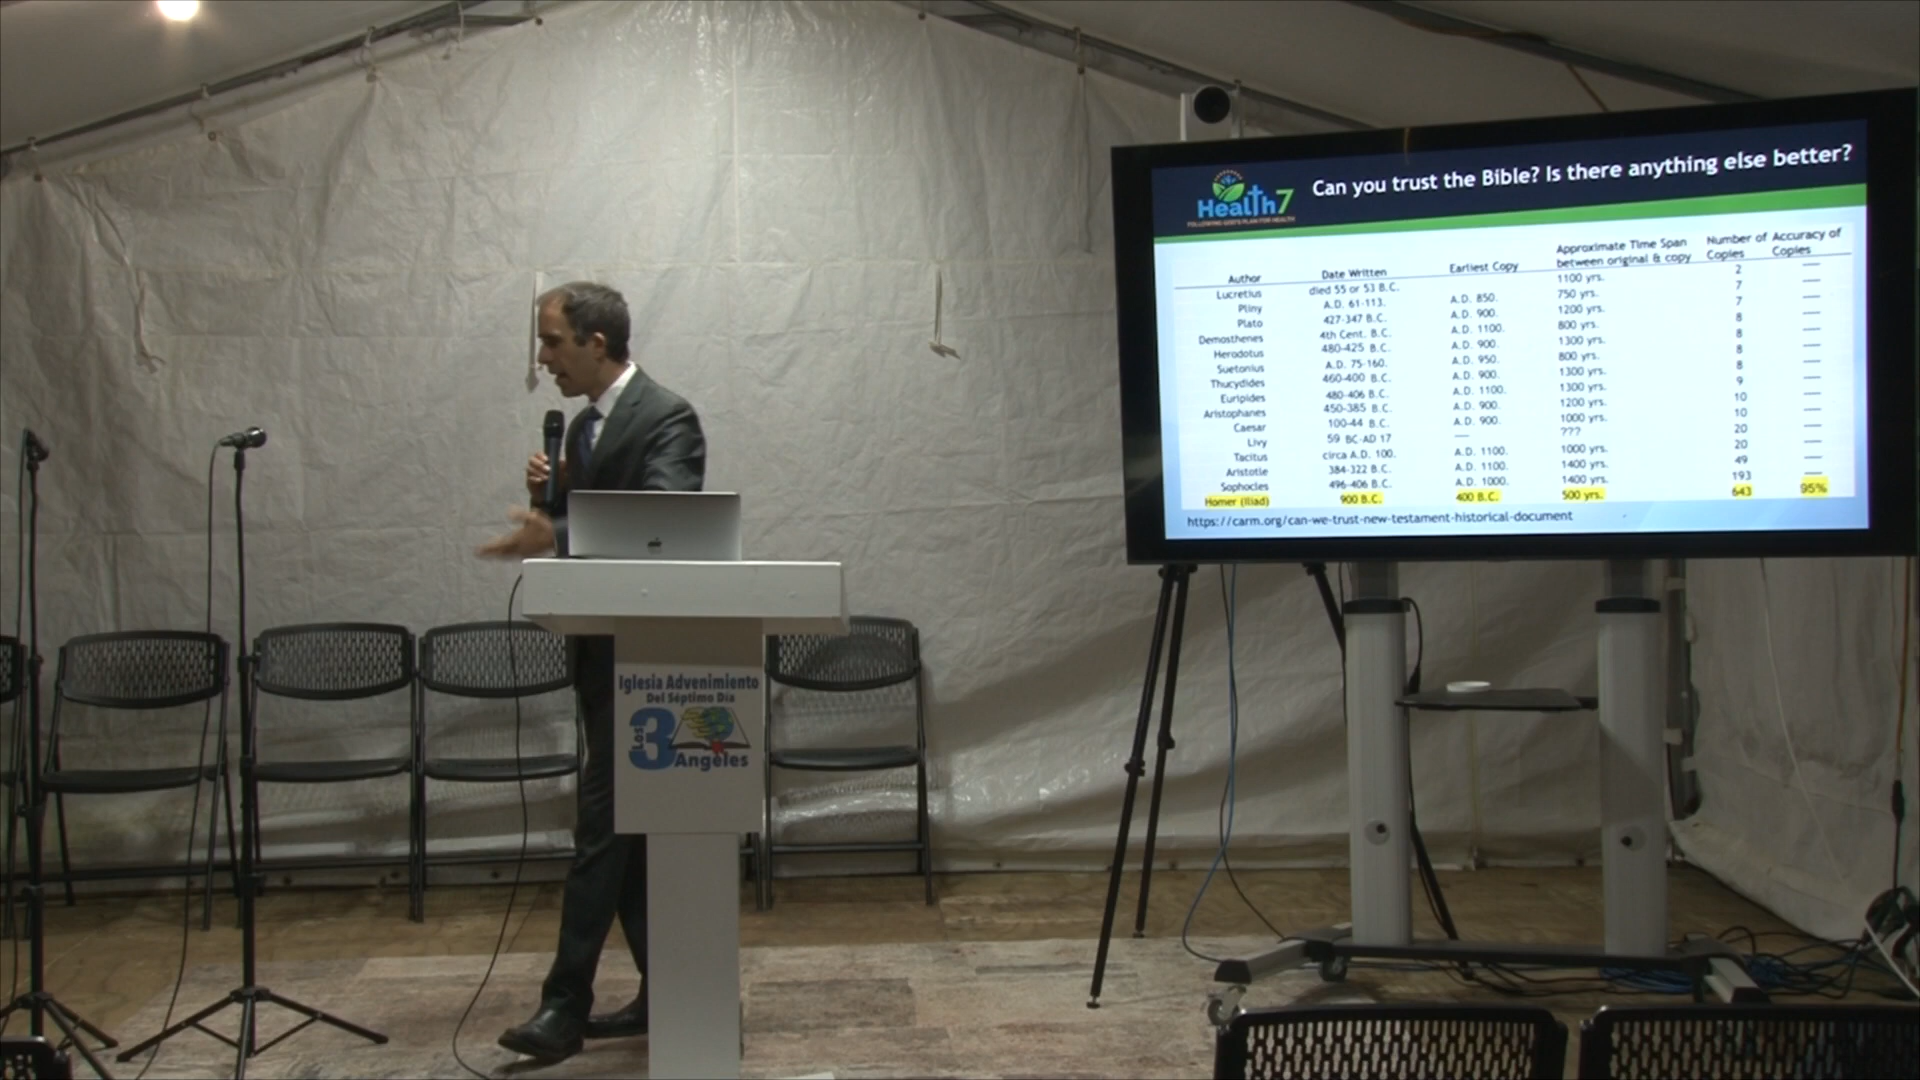 Health7
FOLLOWING GOD'S PLAN FOR HEALTH
Can you trust the Bible? Is there anything else better?
Author Date Written Earliest Copy Approximate Time Span between original & copy Number of Copies Accuracy of Copies
Lucretius died 55 or 53 B.C. 1100 yrs. 2 ——
Pliny A.D. 61-113. A.D. 850. 750 yrs. 7 ——
Plato 427-347 B.C. A.D. 900. 1200 yrs. 7 ——
Demosthenes 4th Cent. B.C. A.D. 1100. 800 yrs. 8 ——
Herodotus 480-425 B.C. A.D. 900. 1300 yrs. 8 ——
Suetonius A.D. 75-160. A.D. 950. 800 yrs. 8 ——
Thucydides 460-400 B.C. A.D. 900. 1300 yrs. 8 ——
Euripides 480-406 B.C. A.D. 1100. 1300 yrs. 9 ——
Aristophanes 450-385 B.C. A.D. 900. 1200 yrs. 10 ——
Caesar 100-44 B.C. A.D. 900. 1000 yrs. 10 ——
Livy 59 BC-AD 17 —— ??? 20 ——
Tacitus circa A.D. 100. A.D. 1100. 1000 yrs. 20 ——
Aristotle 384-322 B.C. A.D. 1100. 1400 yrs. 49 ——
Sophocles 496-406 B.C. A.D. 1000. 1400 yrs. 193 ——
Homer (Iliad) 900 B.C. 400 B.C. 500 yrs. 643 95%
https://carm.org/can-we-trust-new-testament-historical-document
Iglesia Advenimiento
Del Séptimo Día
Los 3
Angeles